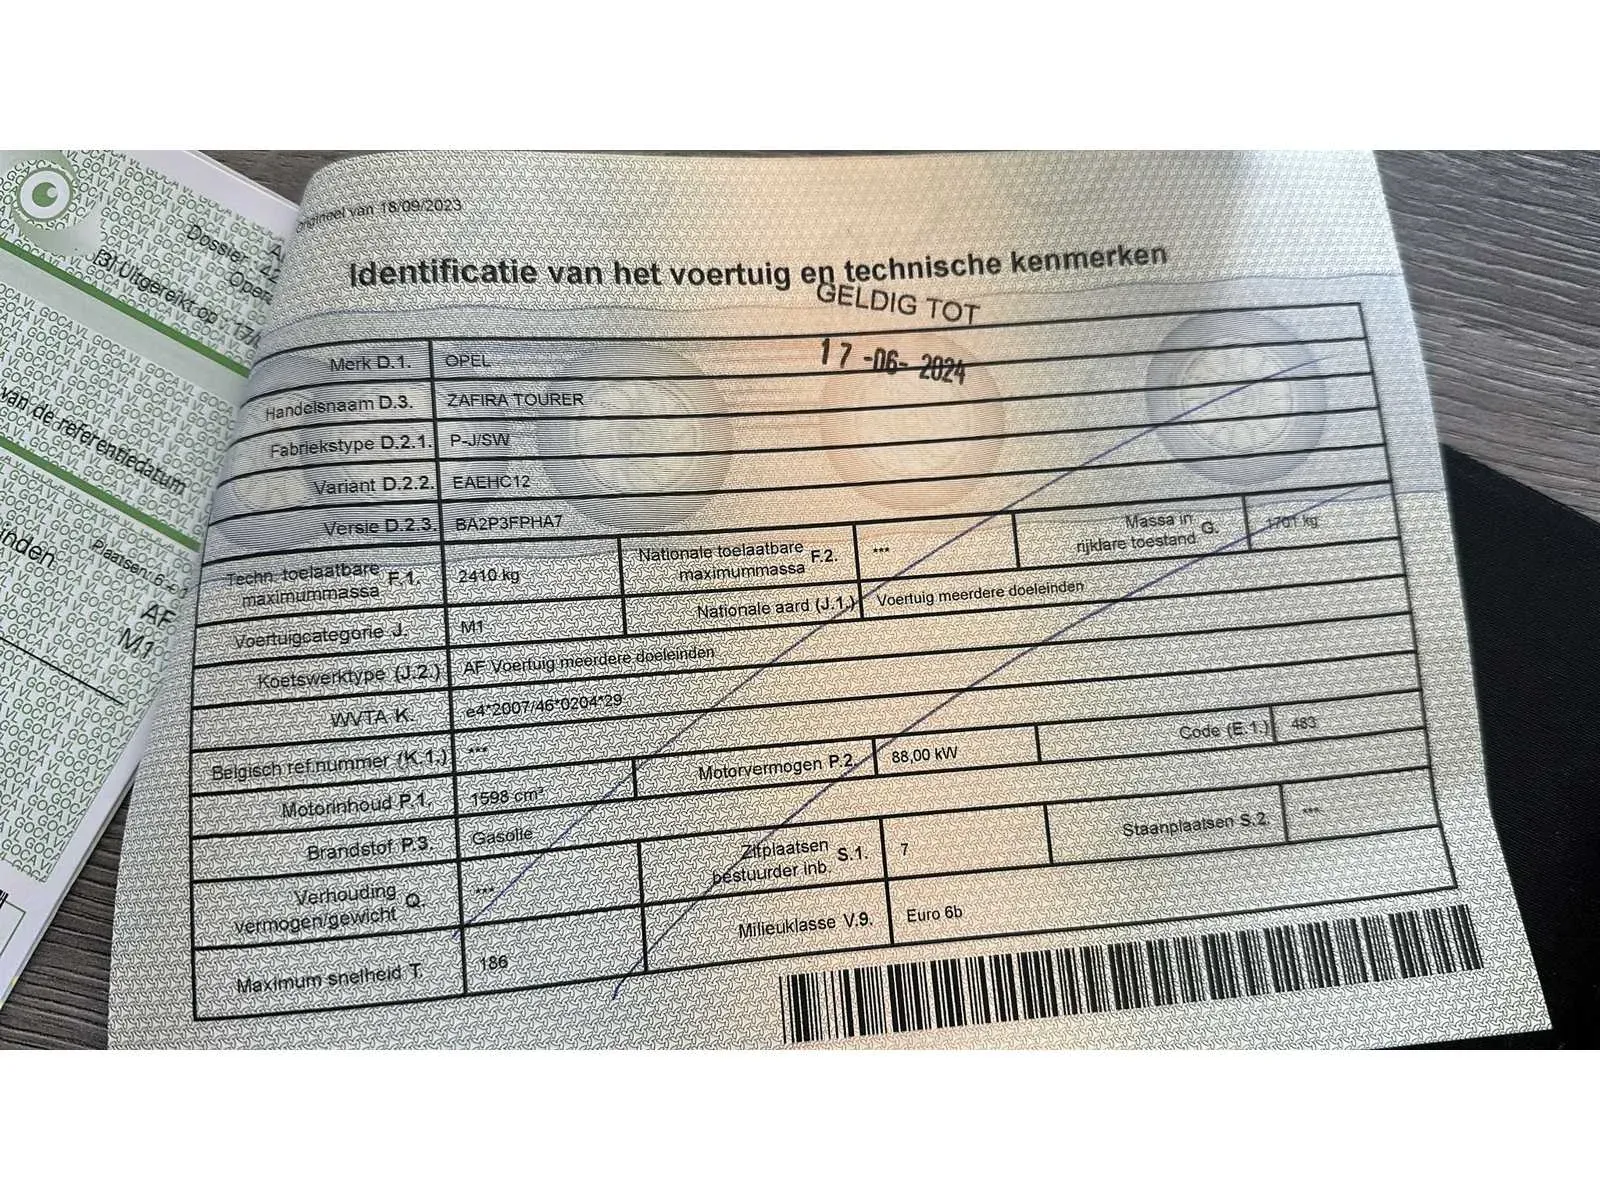 Origineel van 18/09/2023
Identificatie van het voertuig en technische kenmerken
GELDIG TOT
17 -06- 2024
Merk D.1. OPEL
Handelsnaam D.3. ZAFIRA TOURER
Fabriekstype D.2.1. P-J/SW
Variant D.2.2. EAEHC12
Versie D.2.3. BA2P3FPHA7
Techn. toelaatbare maximummassa F.1. 2410 kg Nationale toelaatbare maximummassa F.2. *** Massa in rijklare toestand G. 1701 kg
Voertuigcategorie J. M1 Nationale aard (J.1.) Voertuig meerdere doeleinden
Koetswerktype (J.2.) AF Voertuig meerdere doeleinden
WVTA K. e4*2007/46*0204*29
Belgisch ref.nummer (K.1.) ***
Motorinhoud P.1. 1598 cm³ Motorvermogen P.2. 88,00 kW Code (E.1.) 483
Brandstof P.3. Gasolie
Verhouding vermogen/gewicht Q. *** Zitplaatsen bestuurder inb. S.1. 7 Staanplaatsen S.2. ***
Maximum snelheid T. 186 Milieuklasse V.9. Euro 6b
Dossier
[3] Uitgereikt op : 17/
van de referentiedatum
AF
M1